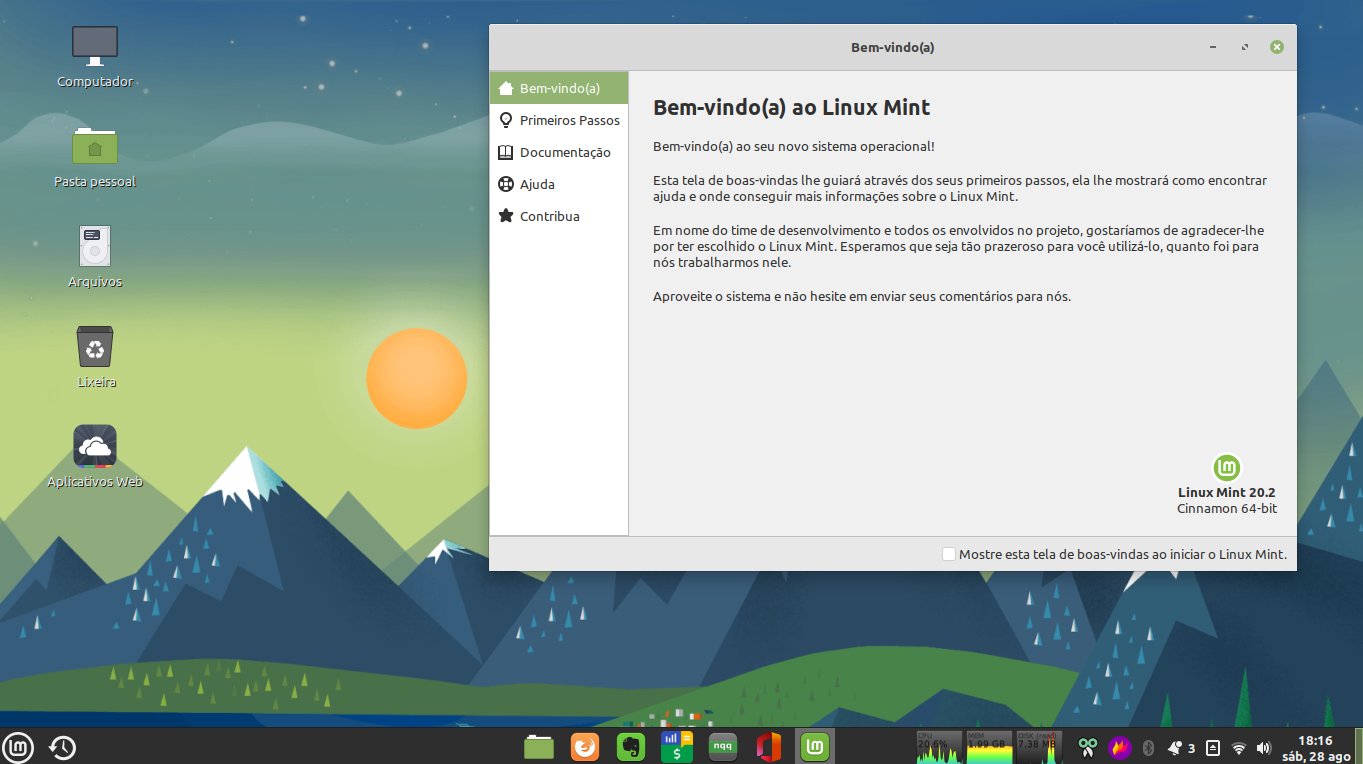 Computador
Pasta pessoal
Arquivos
Lixeira
Aplicativos Web
Bem-vindo(a)
Bem-vindo(a)
Primeiros Passos
Documentação
Ajuda
Contribua
Bem-vindo(a) ao Linux Mint
Bem-vindo(a) ao seu novo sistema operacional!
Esta tela de boas-vindas lhe guiará através dos seus primeiros passos, ela lhe mostrará como encontrar
ajuda e onde conseguir mais informações sobre o Linux Mint.
Em nome do time de desenvolvimento e todos os envolvidos no projeto, gostaríamos de agradecer-lhe
por ter escolhido o Linux Mint. Esperamos que seja tão prazeroso para você utilizá-lo, quanto foi para
nós trabalharmos nele.
Aproveite o sistema e não hesite em enviar seus comentários para nós.
Linux Mint 20.2
Cinnamon 64-bit
Mostre esta tela de boas-vindas ao iniciar o Linux Mint.
nqq
CPU
20.6%
MEM
1.99 GB
DISK (read)
7.38 MB
3
18:16
sáb, 28 ago